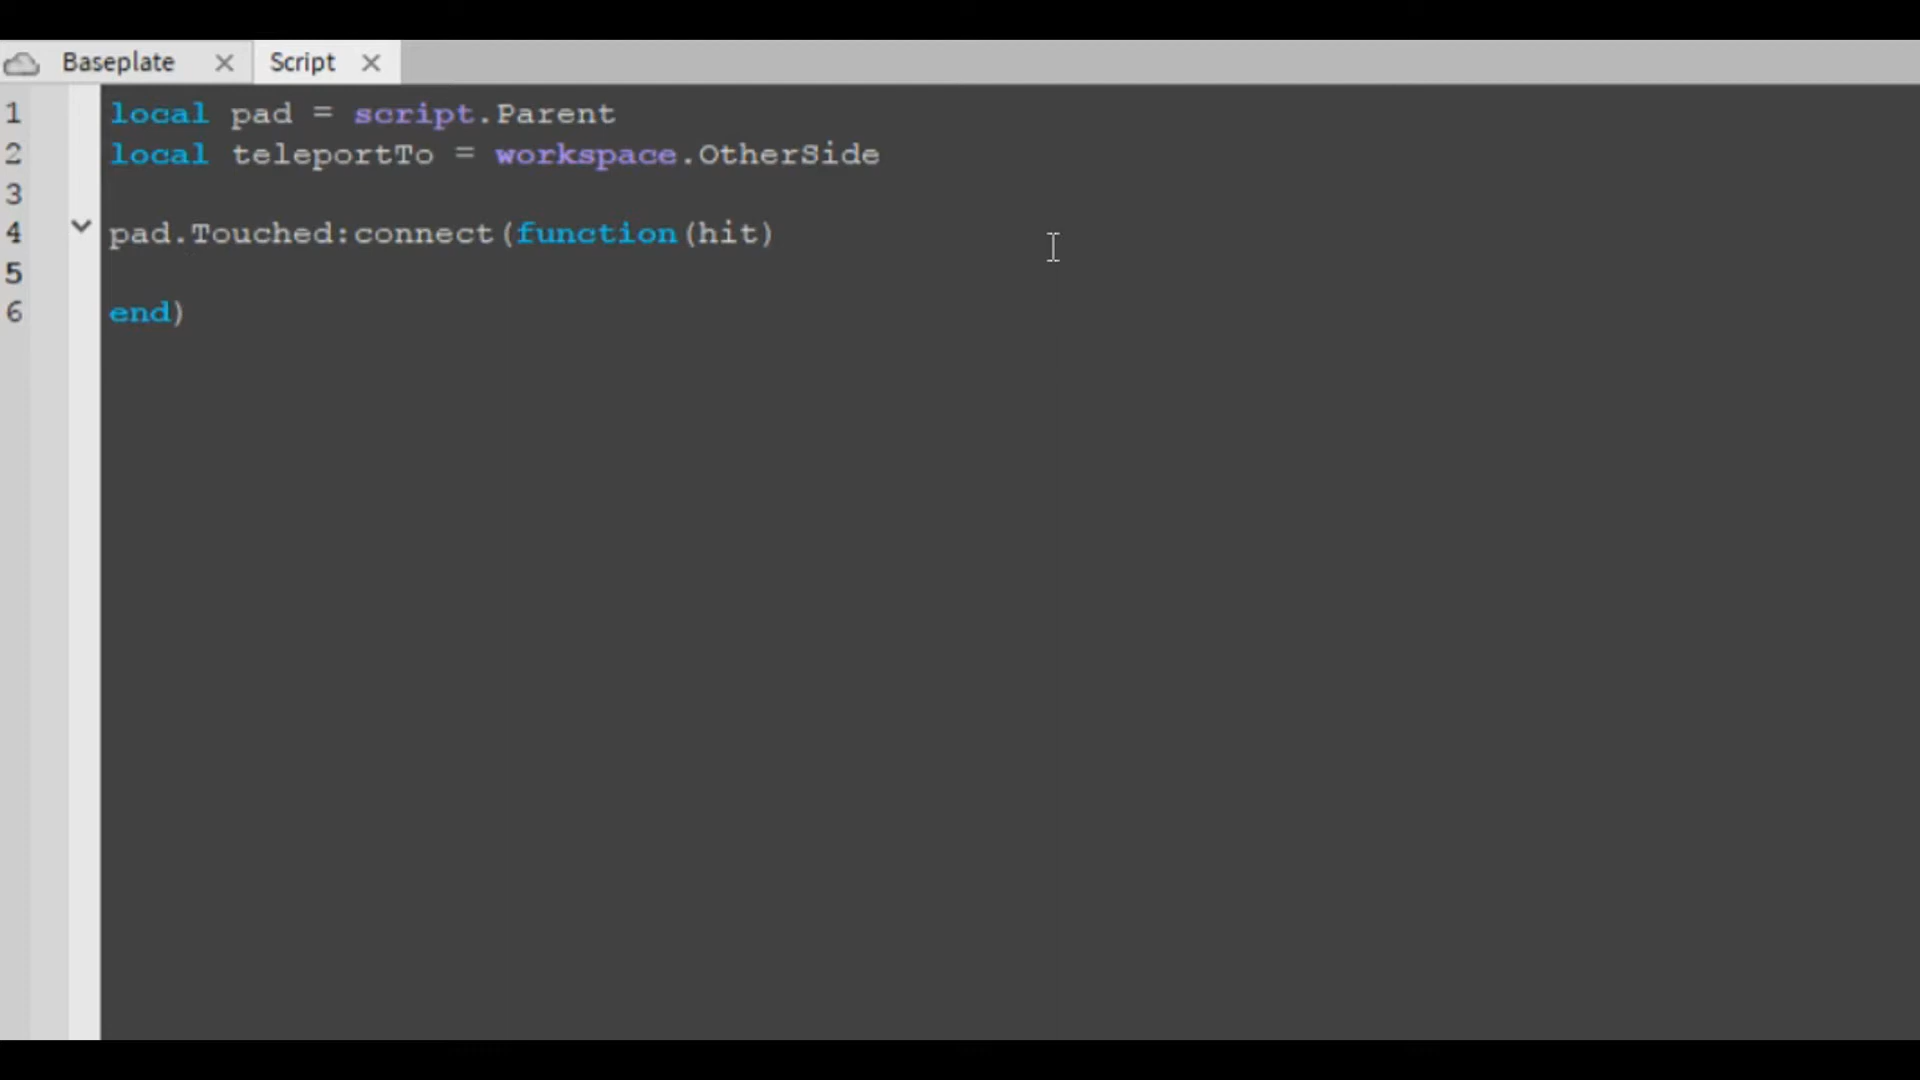 Baseplate Script
1 local pad = script.Parent
2 local teleportTo = workspace.OtherSide
3
4 pad.Touched:connect(function(hit)
5
6 end)